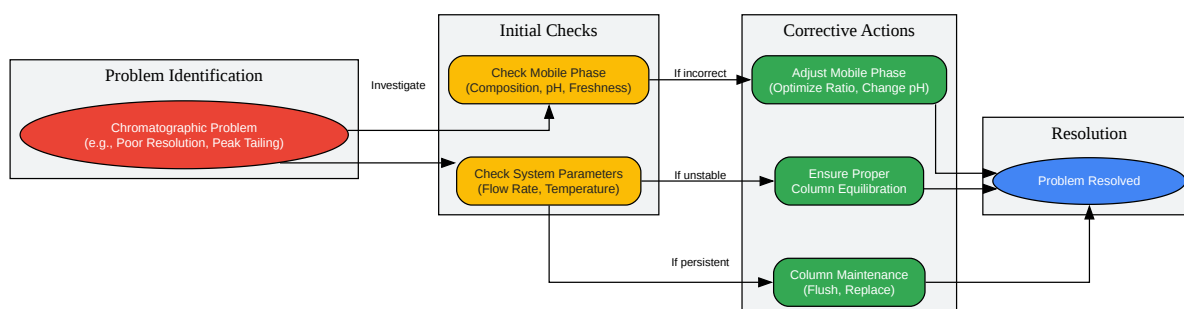 Problem Identification
Chromatographic Problem
(e.g., Poor Resolution, Peak Tailing)
Investigate
Initial Checks
Check Mobile Phase
(Composition, pH, Freshness)
Check System Parameters
(Flow Rate, Temperature)
If incorrect
If unstable
If persistent
Corrective Actions
Adjust Mobile Phase
(Optimize Ratio, Change pH)
Ensure Proper
Column Equilibration
Column Maintenance
(Flush, Replace)
Resolution
Problem Resolved